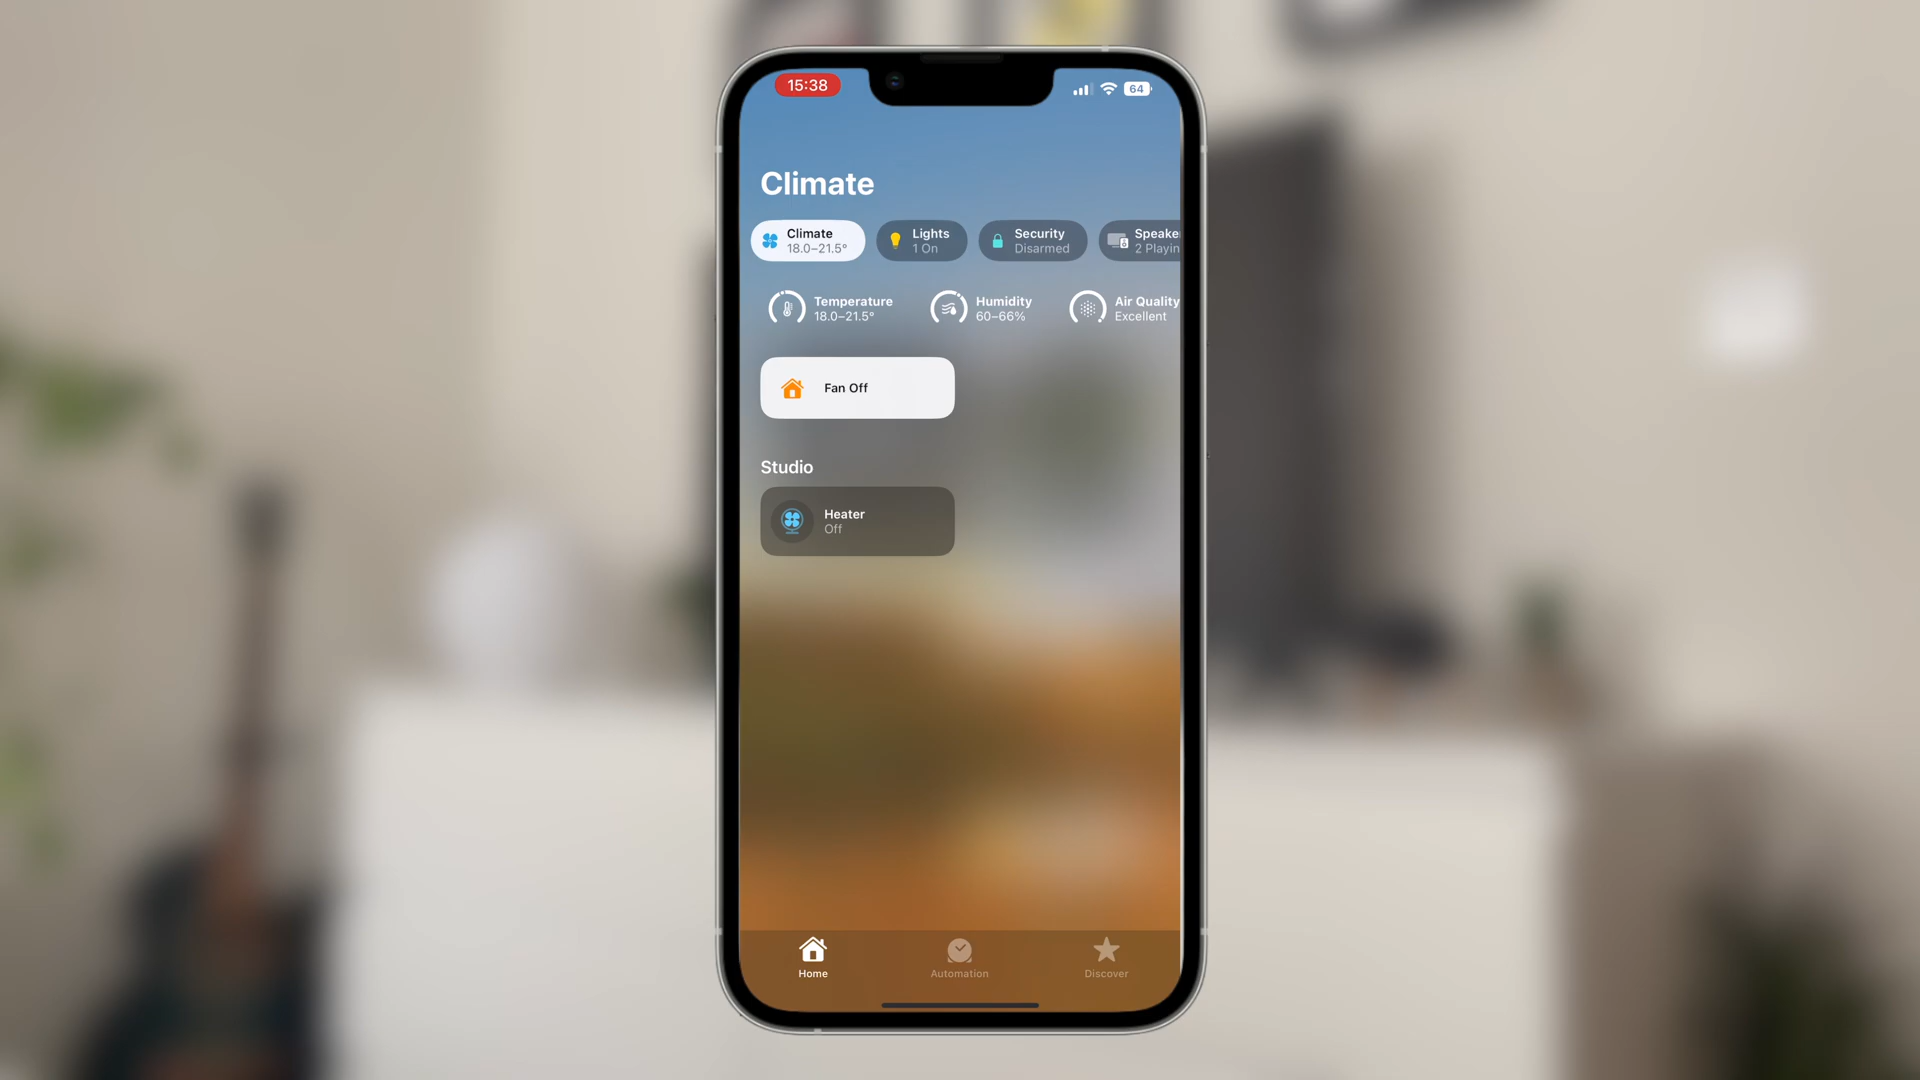 15:38
64
Climate
Climate
18.0–21.5°
Lights
1 On
Security
Disarmed
Speake
2 Playin
Temperature
18.0–21.5°
Humidity
60–66%
Air Quality
Excellent
Fan Off
Studio
Heater
Off
Home
Automation
Discover